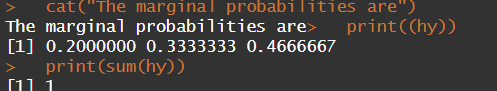 >   cat("The marginal probabilities are")
The marginal probabilities are>   print((hy))
[1] 0.2000000 0.3333333 0.4666667
>   print(sum(hy))
[1] 1